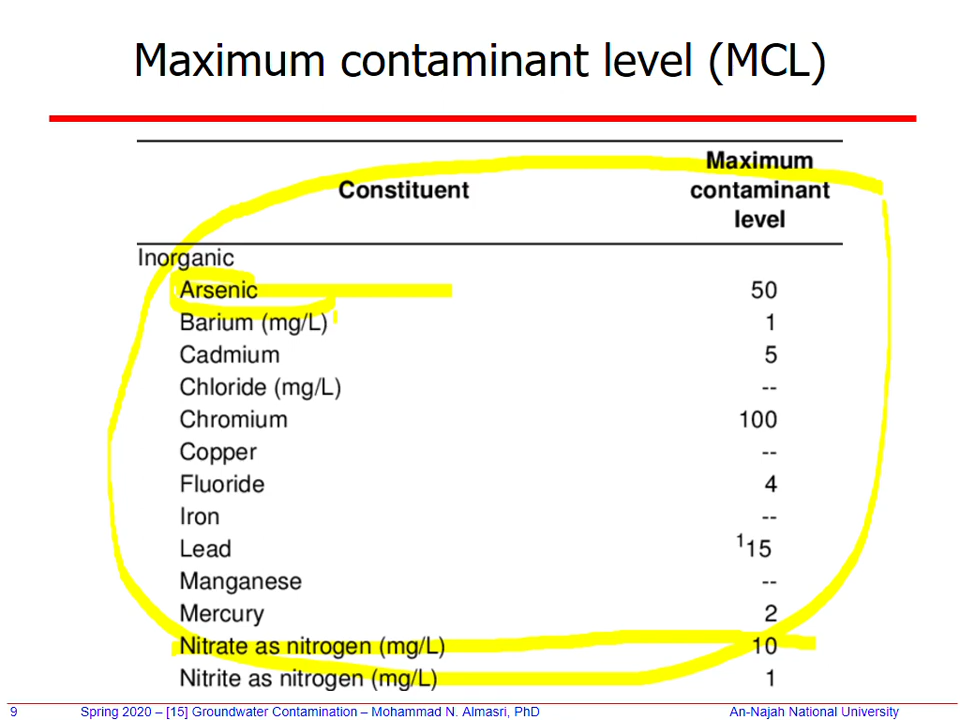 Maximum contaminant level (MCL)
Constituent
Maximum
contaminant
level
Inorganic
Arsenic 50
Barium (mg/L) 1
Cadmium 5
Chloride (mg/L) --
Chromium 100
Copper --
Fluoride 4
Iron --
Lead ¹15
Manganese --
Mercury 2
Nitrate as nitrogen (mg/L) 10
Nitrite as nitrogen (mg/L) 1
9 Spring 2020 – [15] Groundwater Contamination – Mohammad N. Almasri, PhD An-Najah National University